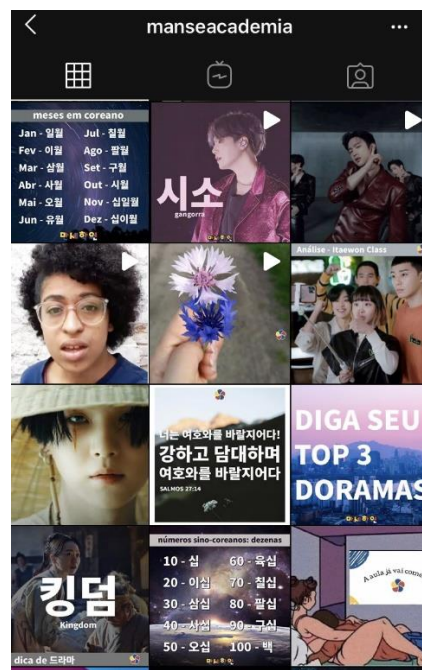 manseacademia
meses em coreano
Jan - 일월 Jul - 칠월
Fev - 이월 Ago - 팔월
Mar - 삼월 Set - 구월
Abr - 사월 Out - 시월
Mai - 오월 Nov - 십일월
Jun - 유월 Dez - 십이월
시소
gangorra
Análise - Itaewon Class
너는 여호와를 바랄지어다!
강하고 담대하며
여호와를 바랄지어다
SALMOS 27:14
DIGA SEU
TOP 3
DORAMAS
킹덤
Kingdom
dica de 드라마
números sino-coreanos: dezenas
10 - 십 60 - 육십
20 - 이십 70 - 칠십
30 - 삼십 80 - 팔십
40 - 사십 90 - 구십
50 - 오십 100 - 백
A aula já vai come